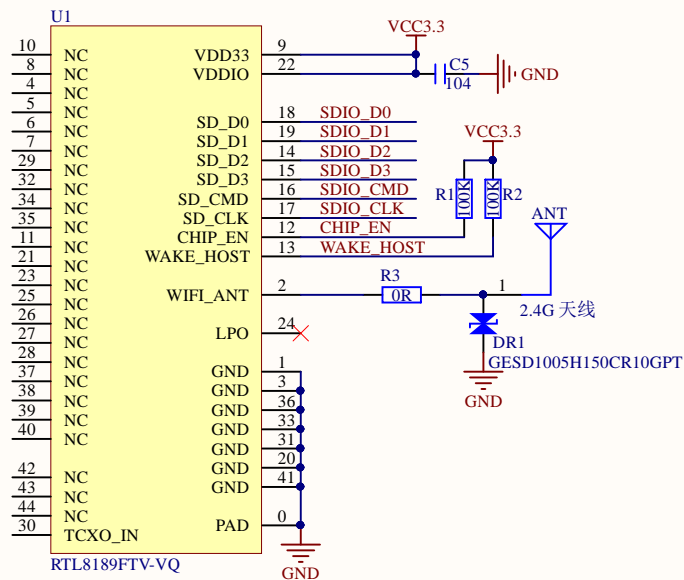 U1
10 NC
8 NC
4 NC
5 NC
6 NC
7 NC
29 NC
32 NC
34 NC
35 NC
11 NC
21 NC
23 NC
25 NC
26 NC
27 NC
28 NC
37 NC
38 NC
39 NC
40 NC
42 NC
43 NC
44 NC
30 TCXO_IN
VDD33 9
VDDIO 22
SD_D0 18 SDIO_D0
SD_D1 19 SDIO_D1
SD_D2 14 SDIO_D2
SD_D3 15 SDIO_D3
SD_CMD 16 SDIO_CMD
SD_CLK 17 SDIO_CLK
CHIP_EN 12 CHIP_EN
WAKE_HOST 13 WAKE_HOST
WIFI_ANT 2
LPO 24
GND 1
GND 3
GND 36
GND 33
GND 31
GND 20
GND 41
PAD 0
RTL8189FTV-VQ
GND
VCC3.3
C5
104
GND
VCC3.3
R1
100K
100K
R2
R3
0R
1
ANT
2.4G 天线
DR1
GESD1005H150CR10GPT
GND